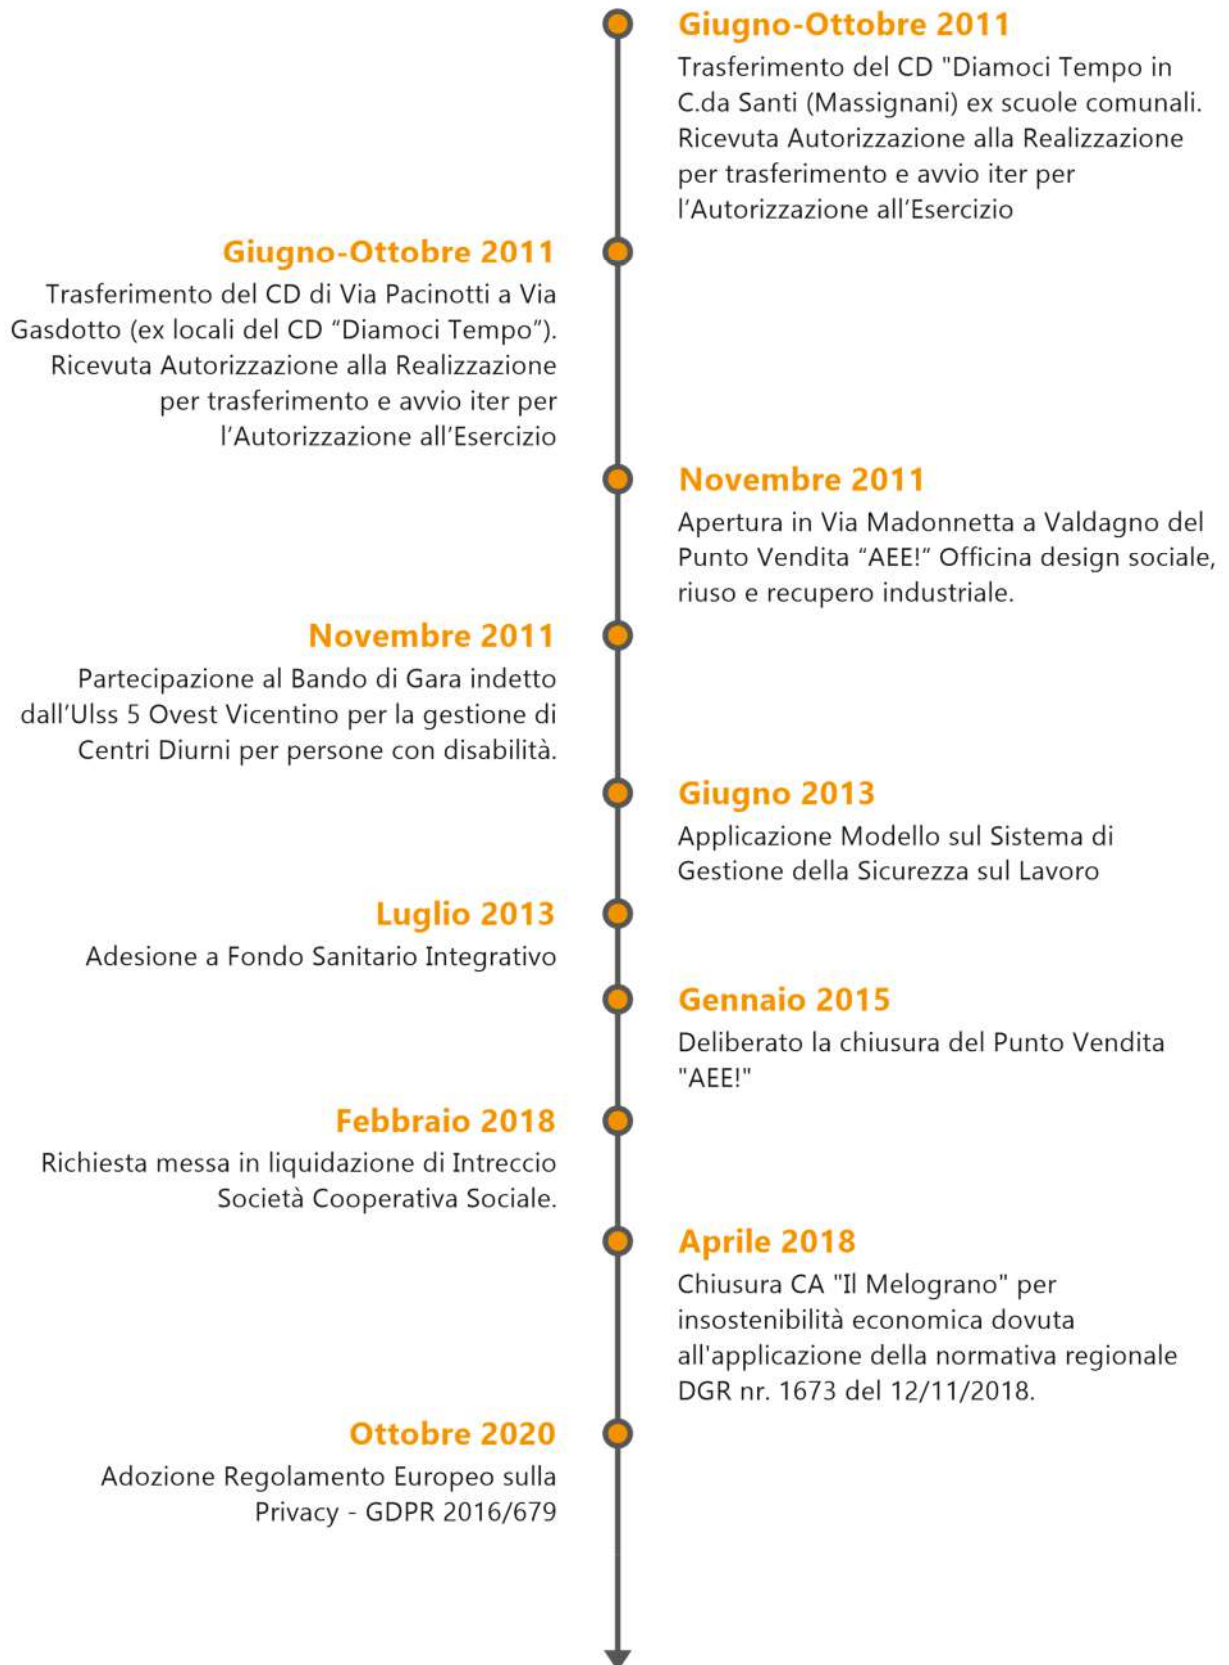 Giugno-Ottobre 2011
Trasferimento del CD "Diamoci Tempo in
C.da Santi (Massignani) ex scuole comunali.
Ricevuta Autorizzazione alla Realizzazione
per trasferimento e avvio iter per
l'Autorizzazione all'Esercizio
Giugno-Ottobre 2011
Trasferimento del CD di Via Pacinotti a Via
Gasdotto (ex locali del CD “Diamoci Tempo”).
Ricevuta Autorizzazione alla Realizzazione
per trasferimento e avvio iter per
l'Autorizzazione all'Esercizio
Novembre 2011
Apertura in Via Madonnetta a Valdagno del
Punto Vendita “AEE!” Officina design sociale,
riuso e recupero industriale.
Novembre 2011
Partecipazione al Bando di Gara indetto
dall'Ulss 5 Ovest Vicentino per la gestione di
Centri Diurni per persone con disabilità.
Giugno 2013
Applicazione Modello sul Sistema di
Gestione della Sicurezza sul Lavoro
Luglio 2013
Adesione a Fondo Sanitario Integrativo
Gennaio 2015
Deliberato la chiusura del Punto Vendita
"AEE!"
Febbraio 2018
Richiesta messa in liquidazione di Intreccio
Società Cooperativa Sociale.
Aprile 2018
Chiusura CA "Il Melograno" per
insostenibilità economica dovuta
all'applicazione della normativa regionale
DGR nr. 1673 del 12/11/2018.
Ottobre 2020
Adozione Regolamento Europeo sulla
Privacy - GDPR 2016/679